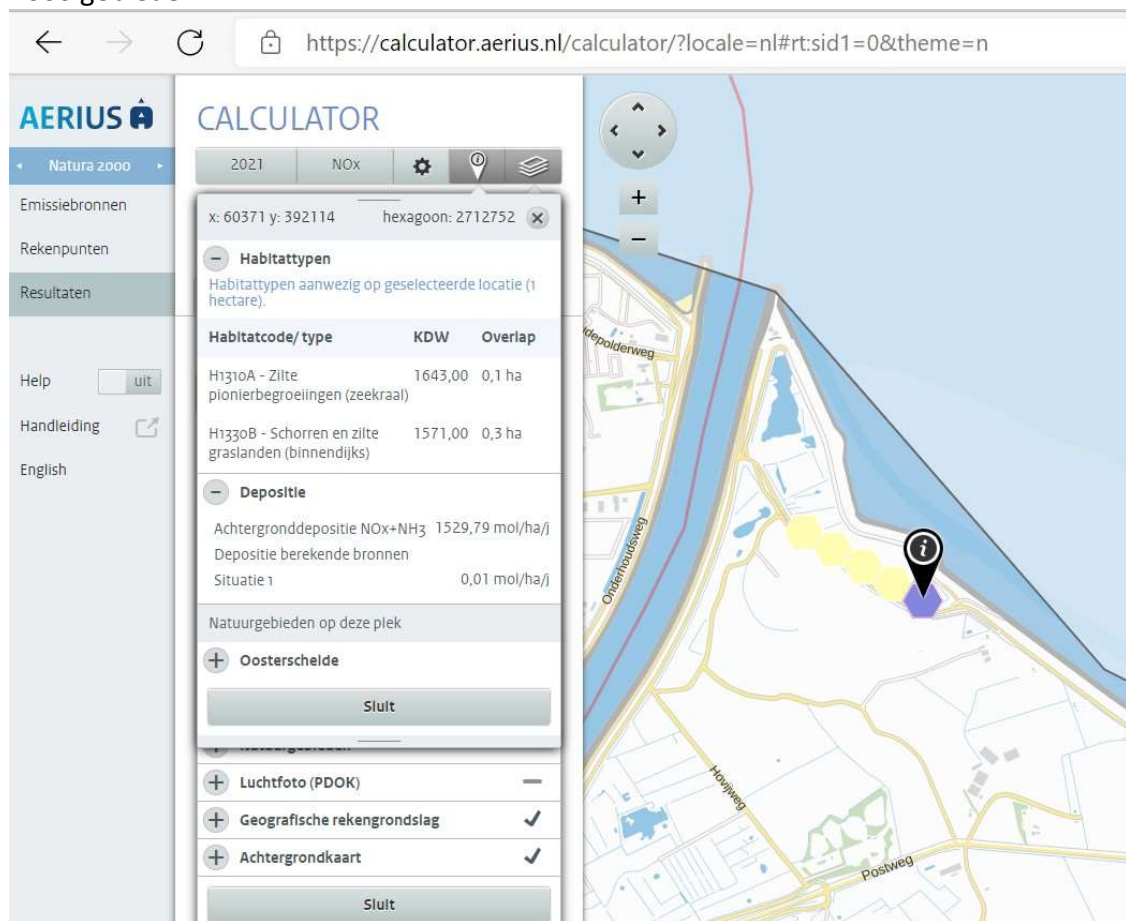 https://calculator.aerius.nl/calculator/?locale=nl#rt:sid1=0&theme=n
AERIUS
Natura 2000
Emissiebronnen
Rekenpunten
Resultaten
Help uit
Handleiding
English
CALCULATOR
2021 NOx
x: 60371 y: 392114 hexagoon: 2712752
Habitattypen
Habitattypen aanwezig op geselecteerde locatie (1
hectare).
Habitatcode/ type KDW Overlap
H1310A - Zilte 1643,00 0,1 ha
pionierbegroeiingen (zeekraal)
H1330B - Schorren en zilte 1571,00 0,3 ha
graslanden (binnendijks)
Depositie
Achtergronddepositie NOx+NH3 1529,79 mol/ha/j
Depositie berekende bronnen
Situatie 1 0,01 mol/ha/j
Natuurgebieden op deze plek
Oosterschelde
Sluit
Luchtfoto (PDOK)
Geografische rekengrondslag
Achtergrondkaart
Sluit
Onderhoudsweg
Hovijweg
Postweg